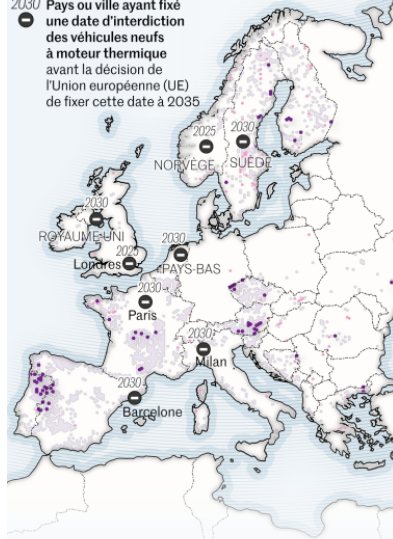 2030 Pays ou ville ayant fixé
une date d'interdiction
des véhicules neufs
à moteur thermique
avant la décision de
l'Union européenne (UE)
de fixer cette date à 2035
2025
NORVÈGE
2030
SUÈDE
2030
ROYAUME-UNI
2025
Londres
2030
PAYS-BAS
2030
Paris
2030
Milan
2030
Barcelone